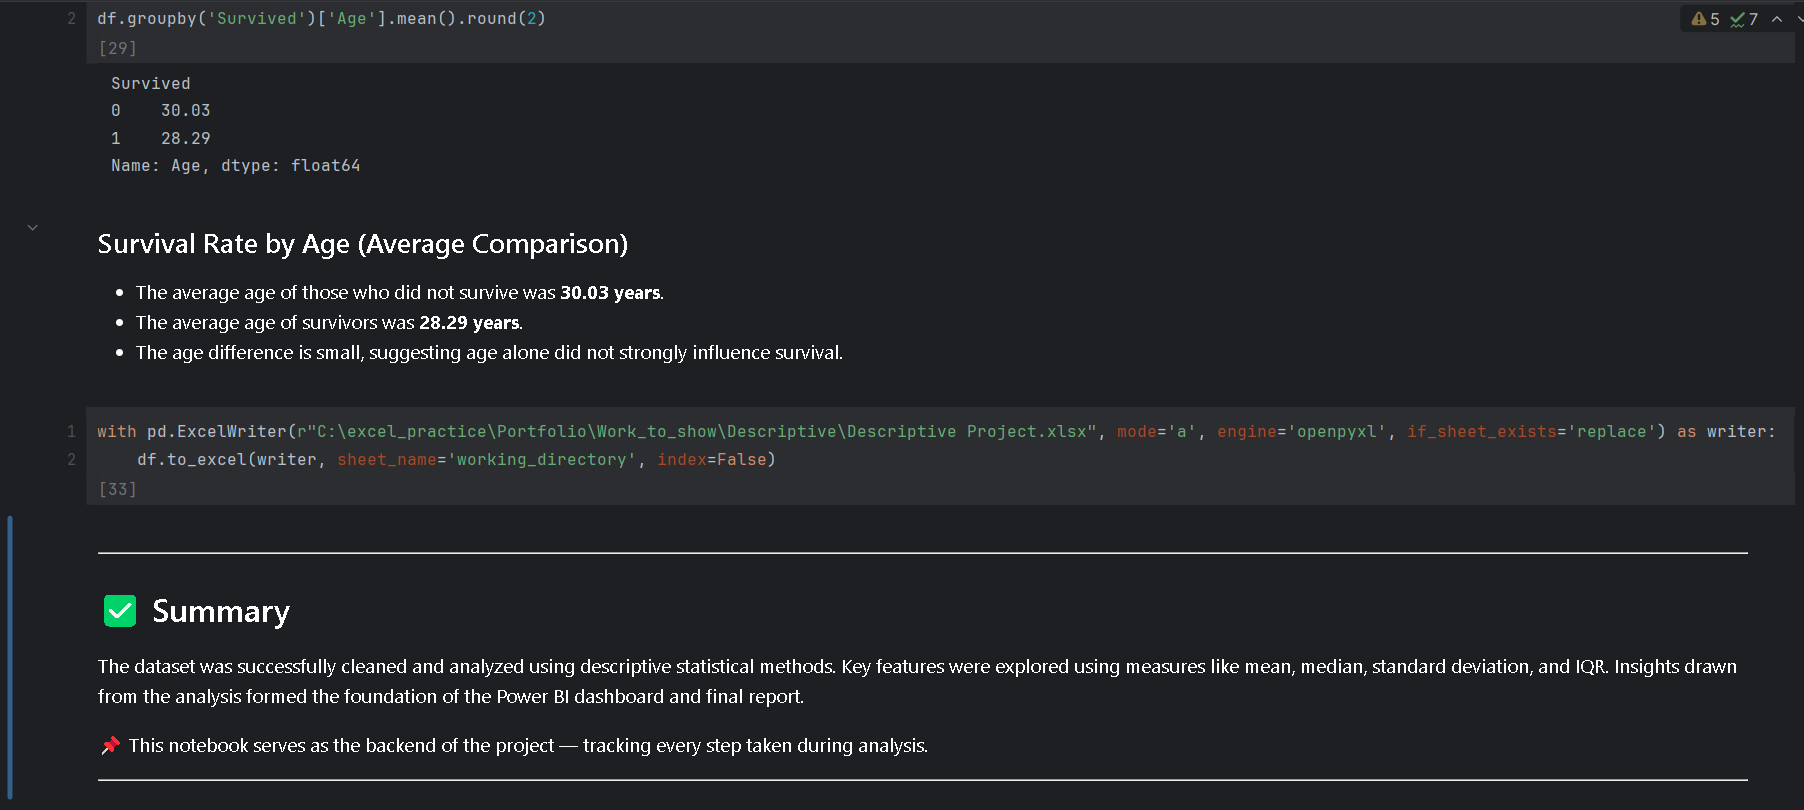 2 df.groupby('Survived')['Age'].mean().round(2)
5 7
[29]
Survived
0    30.03
1    28.29
Name: Age, dtype: float64
Survival Rate by Age (Average Comparison)
• The average age of those who did not survive was 30.03 years.
• The average age of survivors was 28.29 years.
• The age difference is small, suggesting age alone did not strongly influence survival.
1 with pd.ExcelWriter(r"C:\excel_practice\Portfolio\Work_to_show\Descriptive\Descriptive Project.xlsx", mode='a', engine='openpyxl', if_sheet_exists='replace') as writer:
2     df.to_excel(writer, sheet_name='working_directory', index=False)
[33]
✅ Summary
The dataset was successfully cleaned and analyzed using descriptive statistical methods. Key features were explored using measures like mean, median, standard deviation, and IQR. Insights drawn
from the analysis formed the foundation of the Power BI dashboard and final report.
📌 This notebook serves as the backend of the project — tracking every step taken during analysis.